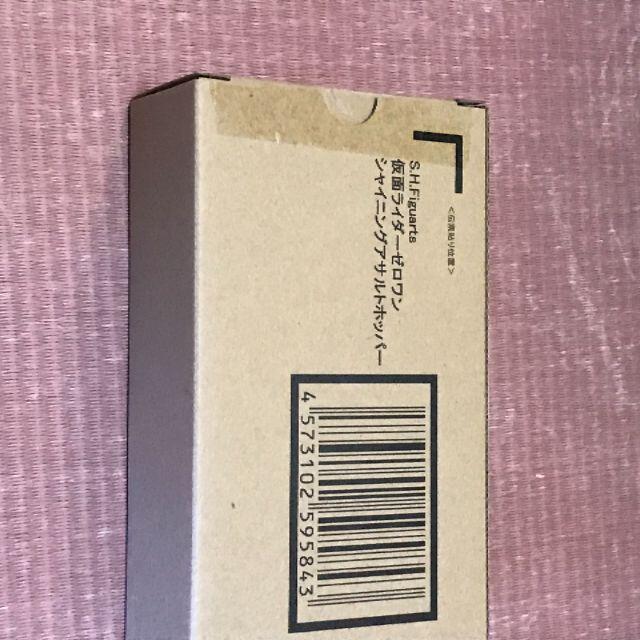 <伝票貼り位置>
S.H.Figuarts
仮面ライダーゼロワン
シャイニングアサルトホッパー
4 573102 595843